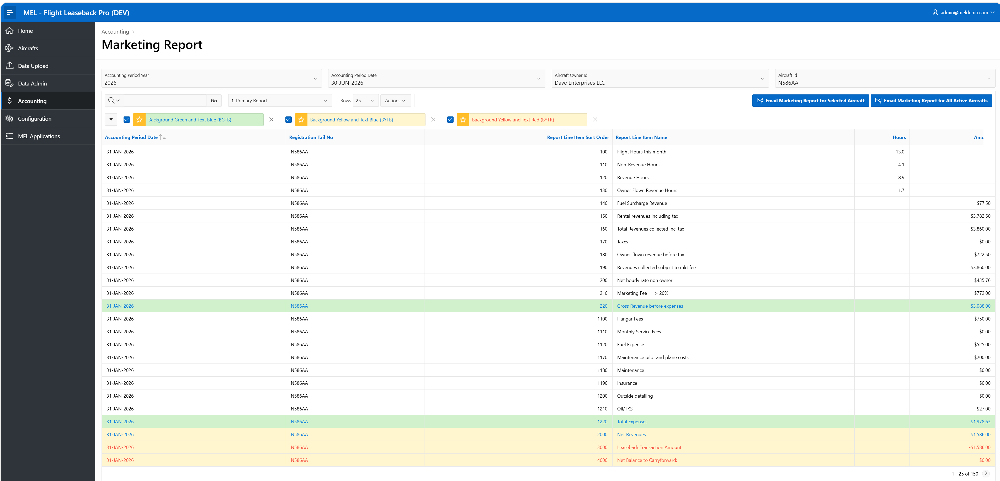 MEL - Flight Leaseback Pro (DEV)
admin@meldemo.com
Home
Aircrafts
Data Upload
Data Admin
Accounting
Configuration
MEL Applications
Accounting \
Marketing Report
Accounting Period Year
2026
Accounting Period Date
30-JUN-2026
Aircraft Owner Id
Dave Enterprises LLC
Aircraft Id
N586AA
Go
1. Primary Report
Rows 25
Actions
Email Marketing Report for Selected Aircraft
Email Marketing Report for All Active Aircrafts
Background Green and Text Blue (BGTB)
Background Yellow and Text Blue (BYTB)
Background Yellow and Text Red (BYTR)
Accounting Period Date Registration Tail No Report Line Item Sort Order Report Line Item Name Hours Amc
31-JAN-2026 N586AA 100 Flight Hours this month 13.0
31-JAN-2026 N586AA 110 Non-Revenue Hours 4.1
31-JAN-2026 N586AA 120 Revenue Hours 8.9
31-JAN-2026 N586AA 130 Owner Flown Revenue Hours 1.7
31-JAN-2026 N586AA 140 Fuel Surcharge Revenue $77.50
31-JAN-2026 N586AA 150 Rental revenues including tax $3,782.50
31-JAN-2026 N586AA 160 Total Revenues collected incl tax $3,860.00
31-JAN-2026 N586AA 170 Taxes $0.00
31-JAN-2026 N586AA 180 Owner flown revenue before tax $722.50
31-JAN-2026 N586AA 190 Revenues collected subject to mkt fee $3,860.00
31-JAN-2026 N586AA 200 Net hourly rate non owner $435.76
31-JAN-2026 N586AA 210 Marketing Fee ==> 20% $772.00
31-JAN-2026 N586AA 220 Gross Revenue before expenses $3,088.00
31-JAN-2026 N586AA 1100 Hangar Fees $750.00
31-JAN-2026 N586AA 1110 Monthly Service Fees $0.00
31-JAN-2026 N586AA 1120 Fuel Expense $525.00
31-JAN-2026 N586AA 1170 Maintenance pilot and plane costs $200.00
31-JAN-2026 N586AA 1180 Maintenance $0.00
31-JAN-2026 N586AA 1190 Insurance $0.00
31-JAN-2026 N586AA 1200 Outside detailing $0.00
31-JAN-2026 N586AA 1210 Oil/TKS $27.00
31-JAN-2026 N586AA 1220 Total Expenses $1,978.63
31-JAN-2026 N586AA 2000 Net Revenues $1,586.00
31-JAN-2026 N586AA 3000 Leaseback Transaction Amount: -$1,586.00
31-JAN-2026 N586AA 4000 Net Balance to Carryforward: $0.00
1 - 25 of 150